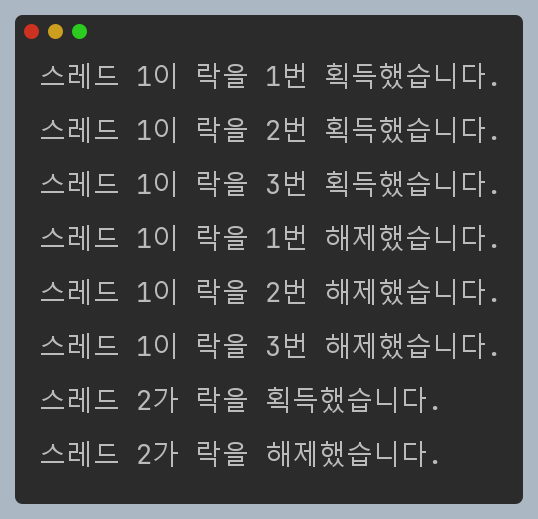 스레드 1이 락을 1번 획득했습니다.
스레드 1이 락을 2번 획득했습니다.
스레드 1이 락을 3번 획득했습니다.
스레드 1이 락을 1번 해제했습니다.
스레드 1이 락을 2번 해제했습니다.
스레드 1이 락을 3번 해제했습니다.
스레드 2가 락을 획득했습니다.
스레드 2가 락을 해제했습니다.